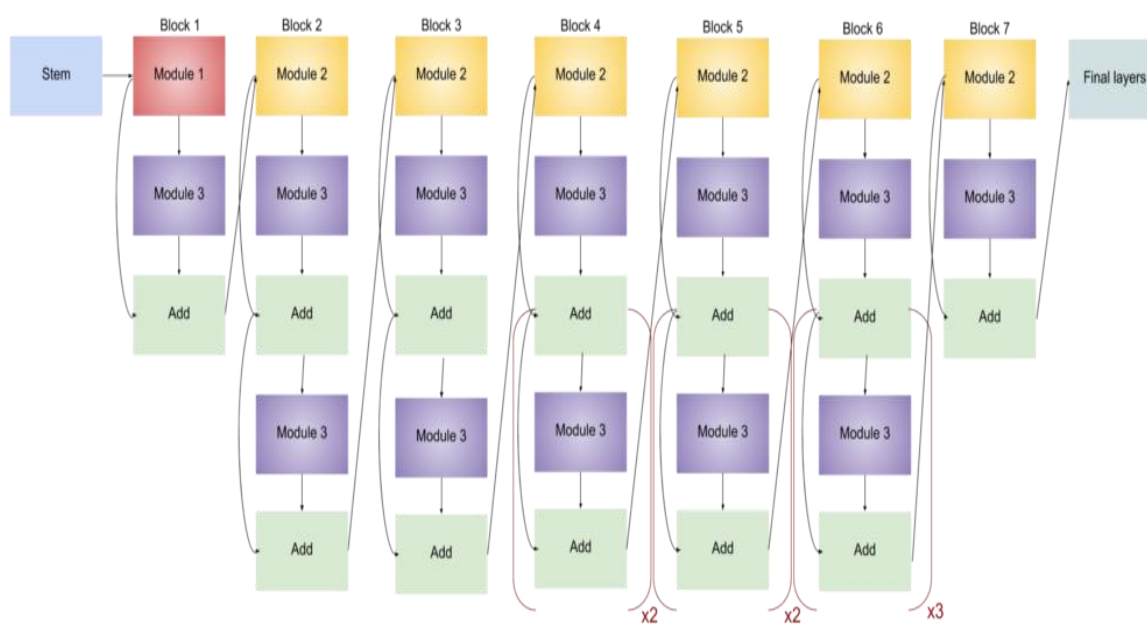 Block 1
Block 2
Block 3
Block 4
Block 5
Block 6
Block 7
Stem
Module 1
Module 2
Module 2
Module 2
Module 2
Module 2
Module 2
Final layers
Module 3
Module 3
Module 3
Module 3
Module 3
Module 3
Module 3
Add
Add
Add
Add
Add
Add
Add
Module 3
Module 3
Module 3
Module 3
Module 3
Add
Add
Add
Add
Add
x2
x2
x3